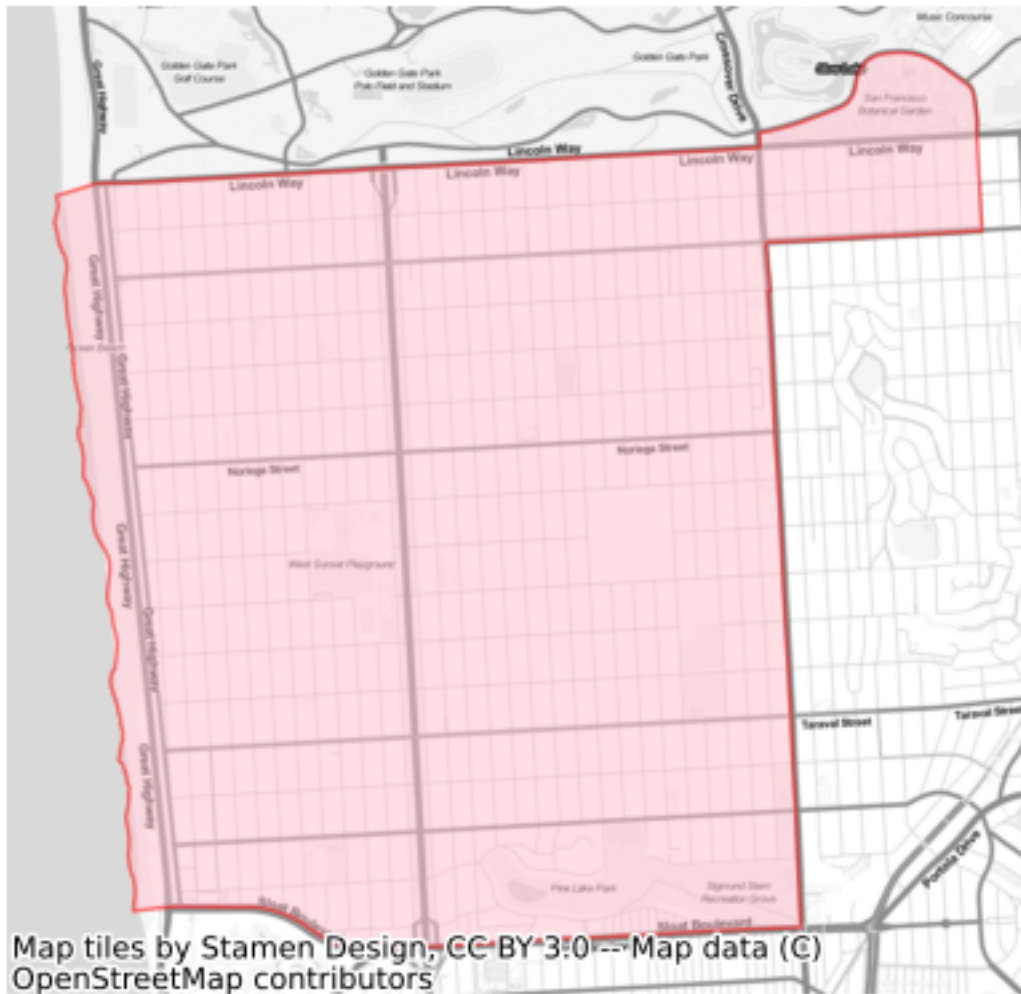 Music Concourse
Great Highway
Golden Gate Park
Golf Course
Golden Gate Park
Polo Field and Stadium
Golden Gate Park
Crossover Drive
Stow Lake
San Francisco
Botanical Garden
Lincoln Way
Lincoln Way
Lincoln Way
Lincoln Way
Lincoln Way
Great Highway
Ocean Beach
Great Highway
Noriega Street
Noriega Street
Great Highway
West Sunset Playground
Great Highway
Taraval Street
Taraval Street
Great Highway
Portola Drive
Pine Lake Park
Sigmund Stern
Recreation Grove
Sloat Boulevard
Map tiles by Stamen Design, CC BY 3.0 -- Map data (C)
OpenStreetMap contributors